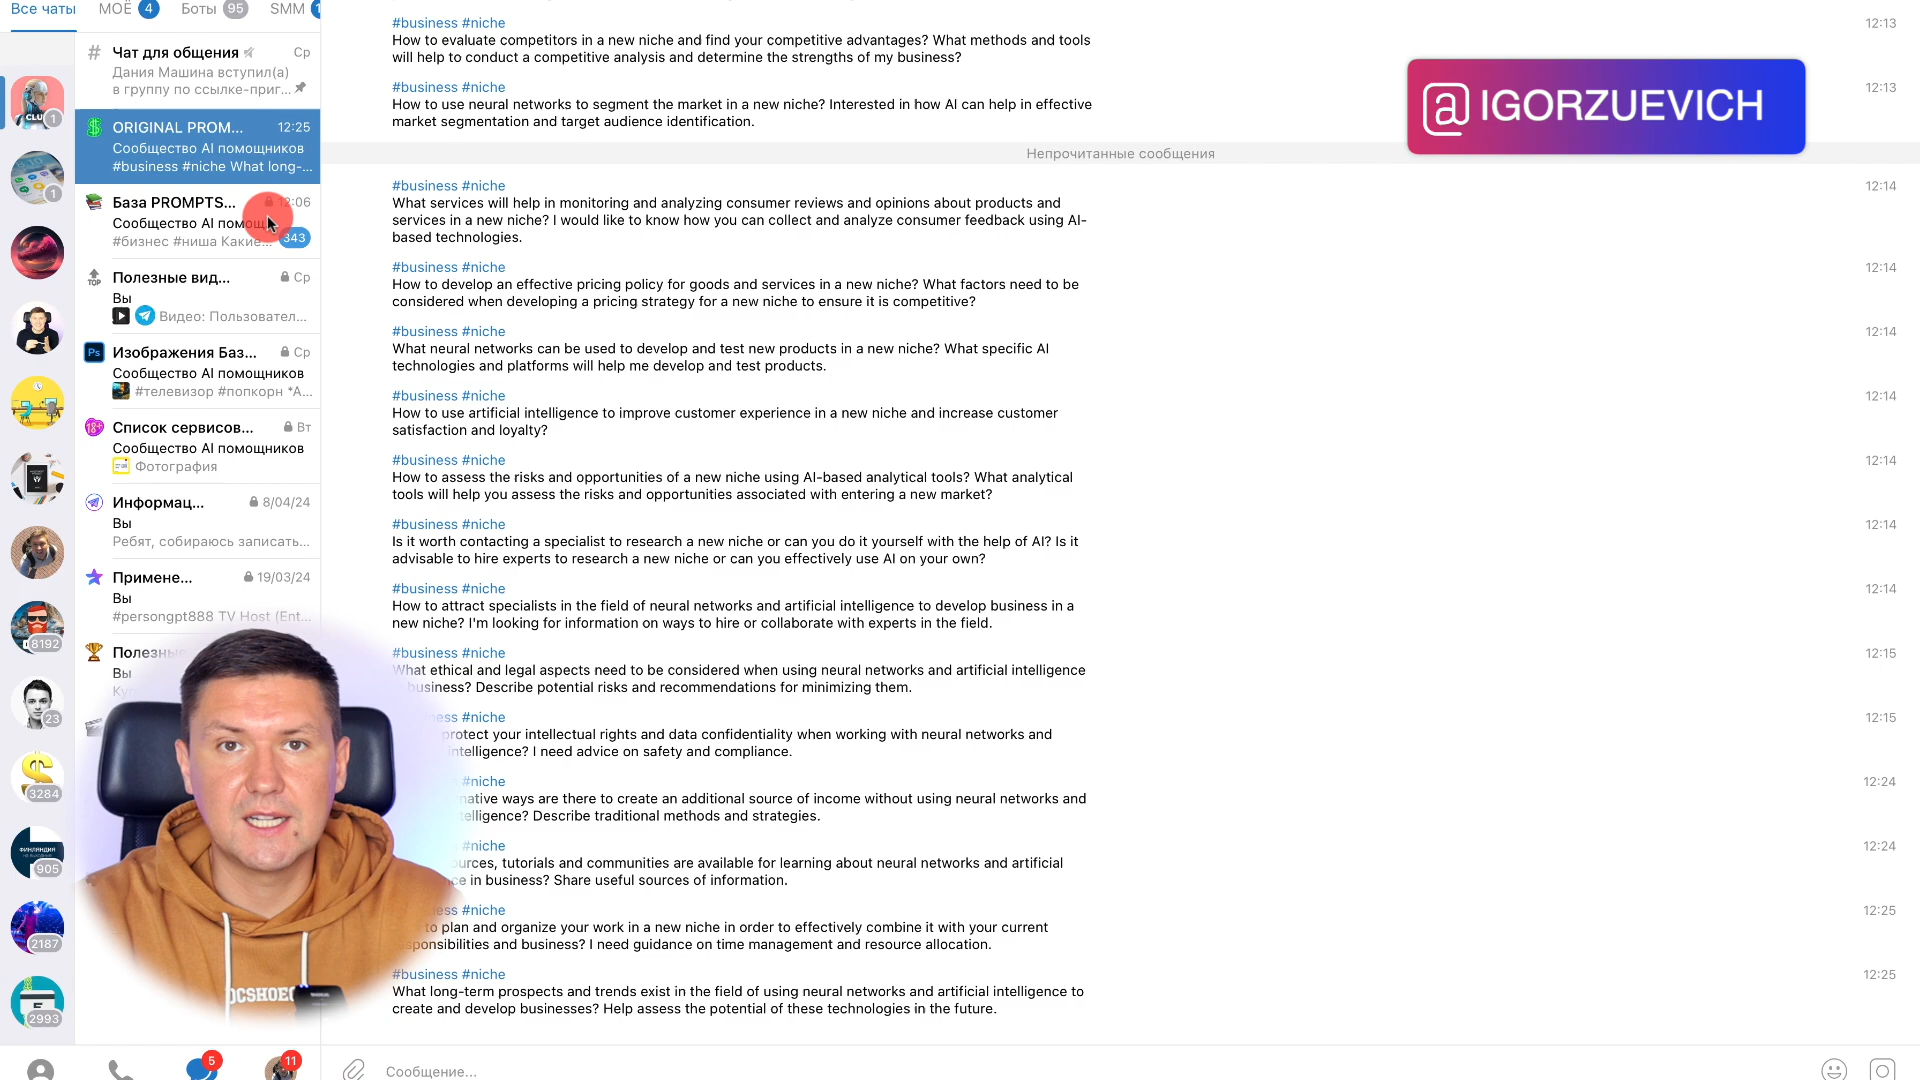 Все чаты МОЁ 4 Боты 95 SMM
# Чат для общения Ср
Дания Машина вступил(а)
в группу по ссылке-приг...
ORIGINAL PROM... 12:25
Сообщество AI помощников
#business #niche What long-...
База PROMPTS... 12:06
Сообщество AI помощ
#бизнес #ниша Какие... 343
Полезные вид... Ср
Вы
Видео: Пользовател...
Ps Изображения Баз... Ср
Сообщество AI помощников
#телевизор #попкорн *A...
18+ Список сервисов... Вт
Сообщество AI помощников
Фотография
Информац... 8/04/24
Вы
Ребят, собираюсь записать...
Примене... 19/03/24
Вы
#persongpt888 TV Host (Ent...
Полезные
Вы
TOP
CLU
1
1
8192
23
3284
ФИНЛЯНДИЯ
905
2187
2993
5
11
#business #niche 12:13
How to evaluate competitors in a new niche and find your competitive advantages? What methods and tools
will help to conduct a competitive analysis and determine the strengths of my business?
#business #niche 12:13
How to use neural networks to segment the market in a new niche? Interested in how AI can help in effective
market segmentation and target audience identification.
Непрочитанные сообщения
#business #niche 12:14
What services will help in monitoring and analyzing consumer reviews and opinions about products and
services in a new niche? I would like to know how you can collect and analyze consumer feedback using AI-
based technologies.
#business #niche 12:14
How to develop an effective pricing policy for goods and services in a new niche? What factors need to be
considered when developing a pricing strategy for a new niche to ensure it is competitive?
#business #niche 12:14
What neural networks can be used to develop and test new products in a new niche? What specific AI
technologies and platforms will help me develop and test products.
#business #niche 12:14
How to use artificial intelligence to improve customer experience in a new niche and increase customer
satisfaction and loyalty?
#business #niche 12:14
How to assess the risks and opportunities of a new niche using AI-based analytical tools? What analytical
tools will help you assess the risks and opportunities associated with entering a new market?
#business #niche 12:14
Is it worth contacting a specialist to research a new niche or can you do it yourself with the help of AI? Is it
advisable to hire experts to research a new niche or can you effectively use AI on your own?
#business #niche 12:14
How to attract specialists in the field of neural networks and artificial intelligence to develop business in a
new niche? I'm looking for information on ways to hire or collaborate with experts in the field.
#business #niche 12:15
What ethical and legal aspects need to be considered when using neural networks and artificial intelligence
business? Describe potential risks and recommendations for minimizing them.
ess #niche 12:15
protect your intellectual rights and data confidentiality when working with neural networks and
intelligence? I need advice on safety and compliance.
#niche 12:24
native ways are there to create an additional source of income without using neural networks and
elligence? Describe traditional methods and strategies.
#niche 12:24
ources, tutorials and communities are available for learning about neural networks and artificial
ce in business? Share useful sources of information.
ess #niche 12:25
to plan and organize your work in a new niche in order to effectively combine it with your current
sponsibilities and business? I need guidance on time management and resource allocation.
#business #niche 12:25
What long-term prospects and trends exist in the field of using neural networks and artificial intelligence to
create and develop businesses? Help assess the potential of these technologies in the future.
Сообщение...
@IGORZUEVICH
DCSHOEC